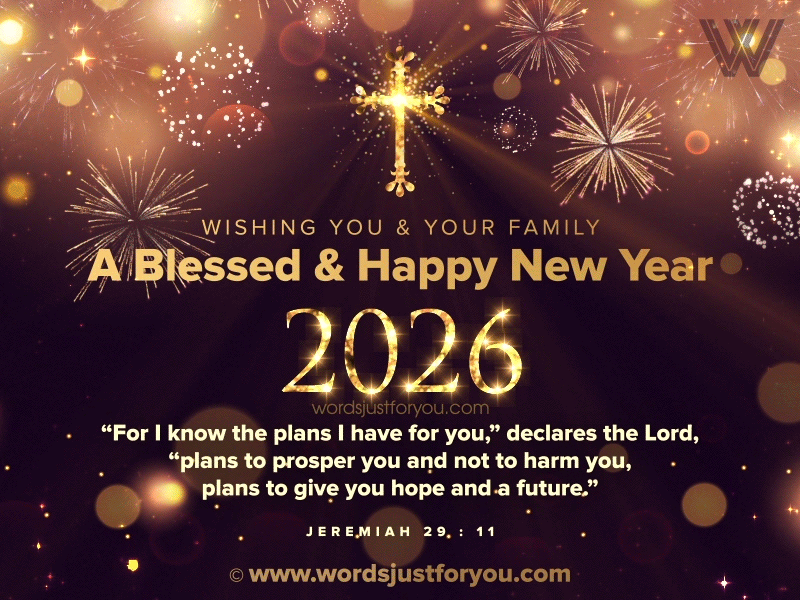 W
WISHING YOU & YOUR FAMILY
A Blessed & Happy New Year
2026
wordsjustforyou.com
“For I know the plans I have for you,” declares the Lord,
“plans to prosper you and not to harm you,
plans to give you hope and a future.”
JEREMIAH 29 : 11
© www.wordsjustforyou.com